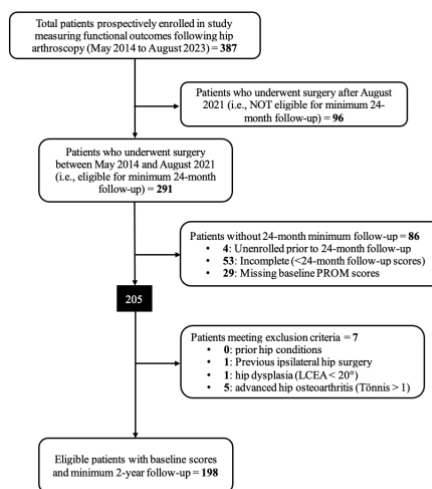 Total patients prospectively enrolled in study
measuring functional outcomes following hip
arthroscopy (May 2014 to August 2023) = 387
Patients who underwent surgery after August
2021 (i.e., NOT eligible for minimum 24-
month follow-up) = 96
Patients who underwent surgery
between May 2014 and August 2021
(i.e., eligible for minimum 24-month
follow-up) = 291
Patients without 24-month minimum follow-up = 86
• 4: Unenrolled prior to 24-month follow-up
• 53: Incomplete (<24-month follow-up scores)
• 29: Missing baseline PROM scores
205
Patients meeting exclusion criteria = 7
• 0: prior hip conditions
• 1: Previous ipsilateral hip surgery
• 1: hip dysplasia (LCEA < 20°)
• 5: advanced hip osteoarthritis (Tönnis > 1)
Eligible patients with baseline scores
and minimum 2-year follow-up = 198